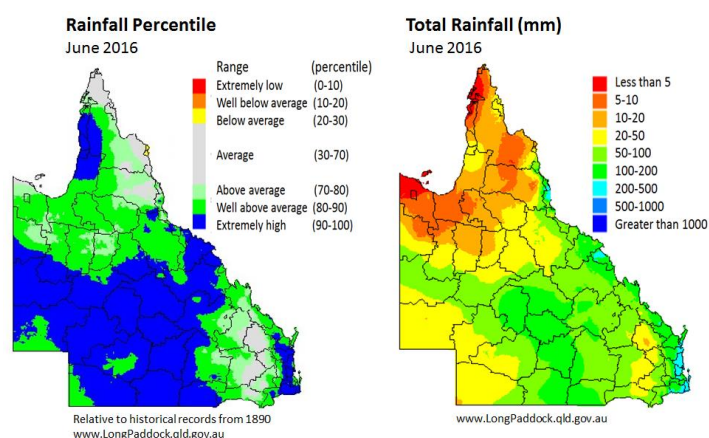 Rainfall Percentile
June 2016
Range (percentile)
Extremely low (0-10)
Well below average (10-20)
Below average (20-30)
Average (30-70)
Above average (70-80)
Well above average (80-90)
Extremely high (90-100)
Relative to historical records from 1890
www.LongPaddock.qld.gov.au
Total Rainfall (mm)
June 2016
Less than 5
5-10
10-20
20-50
50-100
100-200
200-500
500-1000
Greater than 1000
www.LongPaddock.qld.gov.au